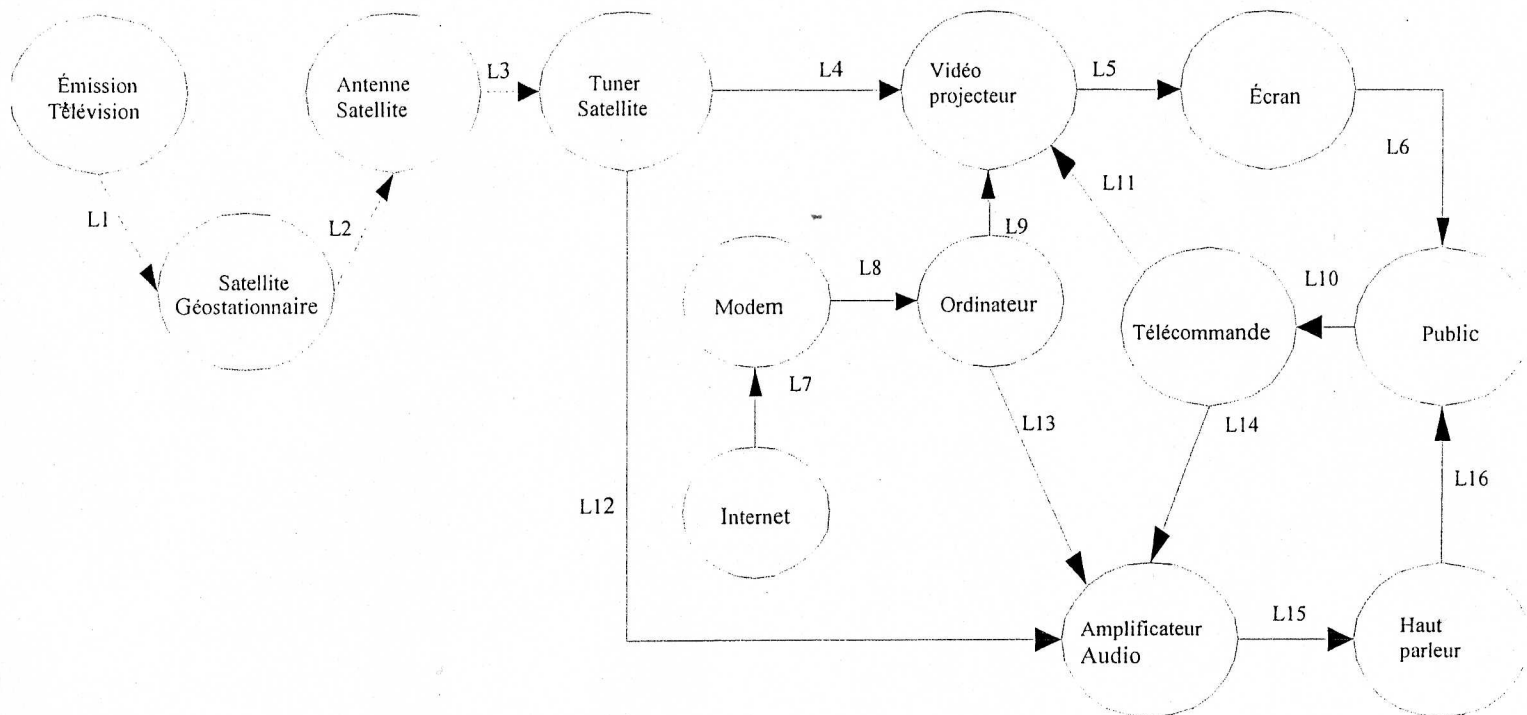 Émission
Télévision
Antenne
Satellite
L3
Tuner
Satellite
L4
Vidéo
projecteur
L5
Écran
L6
L1
L2
L11
L9
Satellite
Géostationnaire
Modem
L8
Ordinateur
Télécommande
L10
Public
L7
L13
L14
L12
Internet
L16
Amplificateur
Audio
L15
Haut
parleur